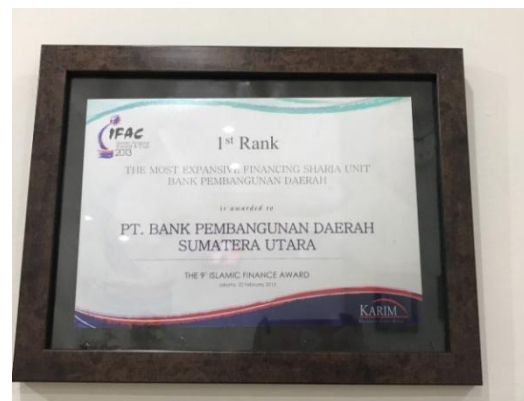 IFAC
2013
1st Rank
THE MOST EXPANSIVE FINANCING SHARIA UNIT
BANK PEMBANGUNAN DAERAH
is awarded to
PT. BANK PEMBANGUNAN DAERAH
SUMATERA UTARA
THE 9th ISLAMIC FINANCE AWARD
KARIM